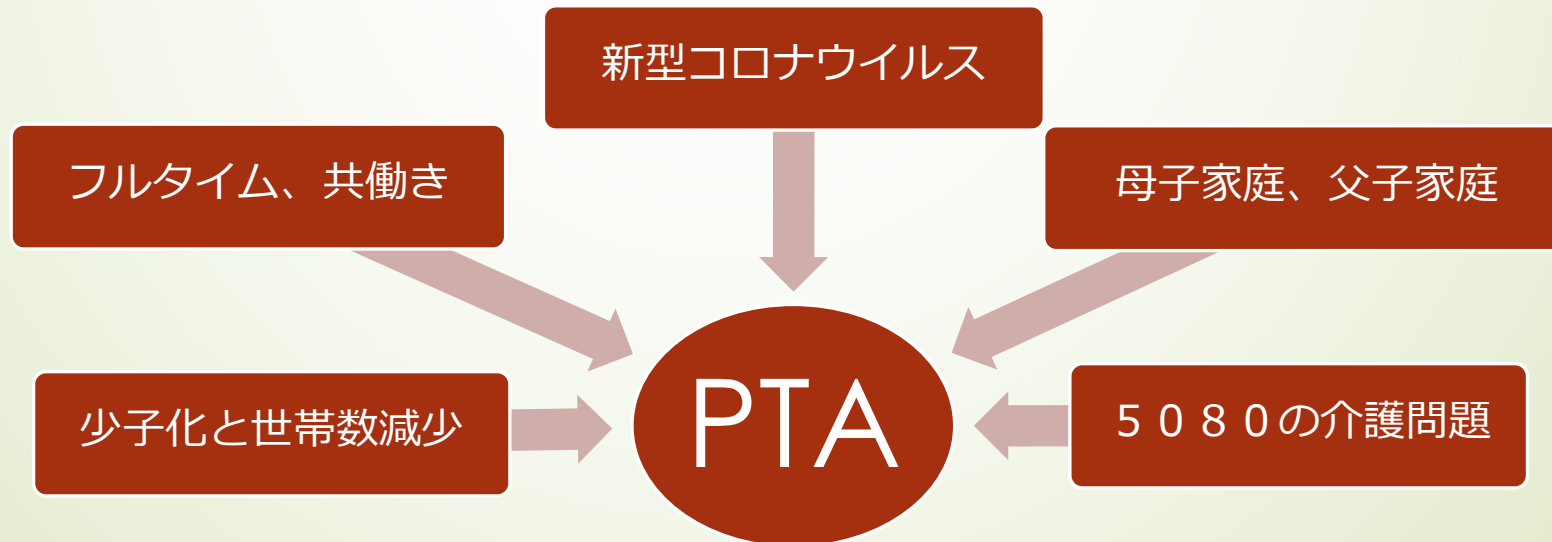 新型コロナウイルス
フルタイム、共働き
母子家庭、父子家庭
少子化と世帯数減少
PTA
５０８０の介護問題